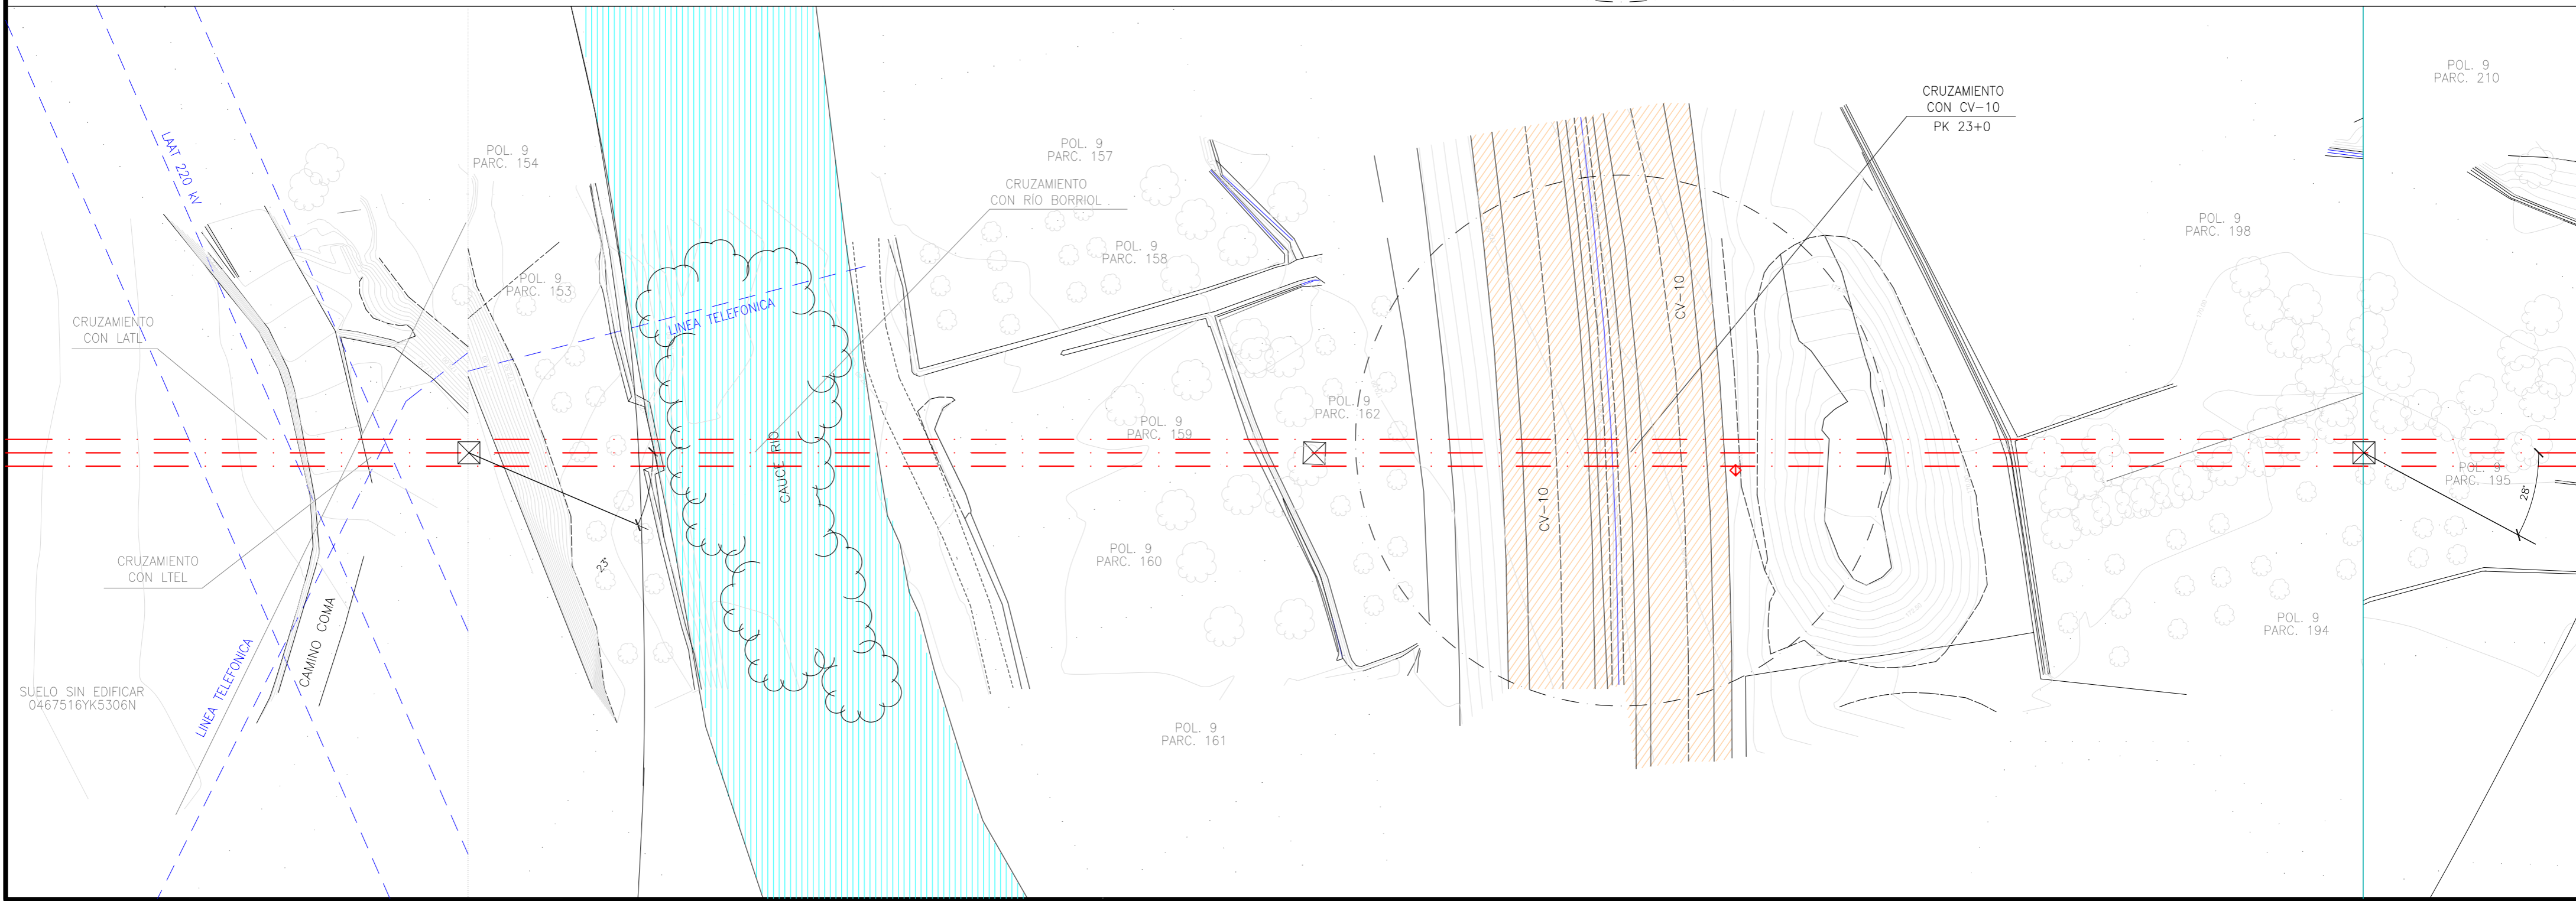 POL. 9
PARC. 210
CRUZAMIENTO
CON CV-10
PK 23+0
LAAT 220 KV
POL. 9
PARC. 154
POL. 9
PARC. 157
CRUZAMIENTO
CON RÍO BORRIOL
POL. 9
PARC. 198
POL. 9
PARC. 158
POL. 9
PARC. 153
LINEA TELEFONICA
CV-10
CRUZAMIENTO
CON LATL
POL. 9
PARC. 162
POL. 9
PARC. 159
CAUCE RIO
POL. 9
PARC. 195
28°
CV-10
POL. 9
PARC. 160
CRUZAMIENTO
CON LTEL
23°
CAMINO COMA
POL. 9
PARC. 194
LINEA TELEFONICA
SUELO SIN EDIFICAR
0467516YK5306N
POL. 9
PARC. 161